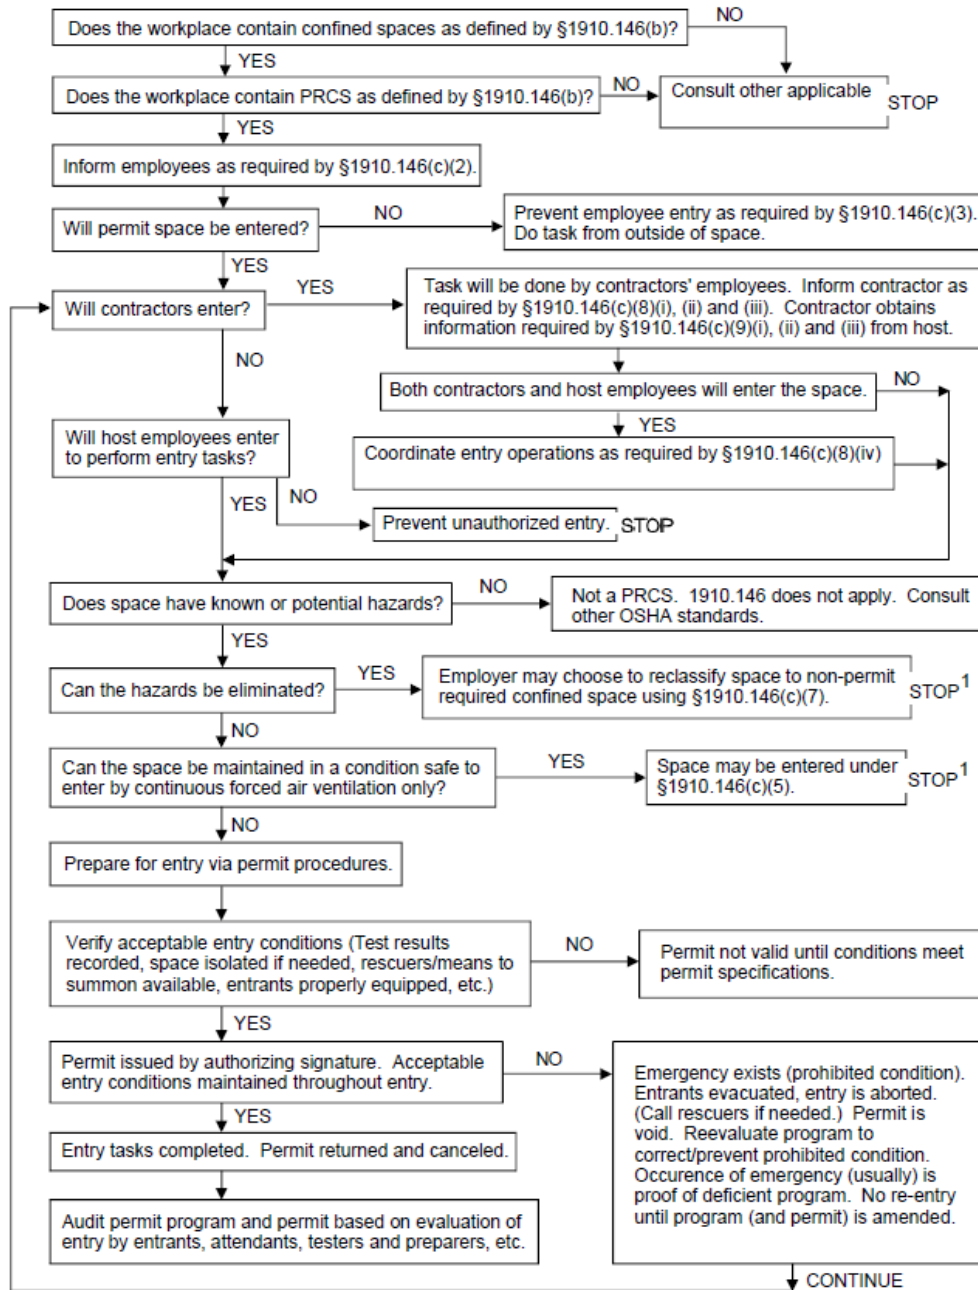 Does the workplace contain confined spaces as defined by §1910.146(b)?
NO
YES
Does the workplace contain PRCS as defined by §1910.146(b)?
NO
Consult other applicable
STOP
YES
Inform employees as required by §1910.146(c)(2).
Will permit space be entered?
NO
Prevent employee entry as required by §1910.146(c)(3).
Do task from outside of space.
YES
Will contractors enter?
YES
Task will be done by contractors' employees. Inform contractor as
required by §1910.146(c)(8)(i), (ii) and (iii). Contractor obtains
information required by §1910.146(c)(9)(i), (ii) and (iii) from host.
NO
Both contractors and host employees will enter the space.
NO
YES
Will host employees enter
to perform entry tasks?
Coordinate entry operations as required by §1910.146(c)(8)(iv)
YES
NO
Prevent unauthorized entry.
STOP
Does space have known or potential hazards?
NO
Not a PRCS. 1910.146 does not apply. Consult
other OSHA standards.
YES
Can the hazards be eliminated?
YES
Employer may choose to reclassify space to non-permit
required confined space using §1910.146(c)(7).
STOP1
NO
Can the space be maintained in a condition safe to
enter by continuous forced air ventilation only?
YES
Space may be entered under
§1910.146(c)(5).
STOP1
NO
Prepare for entry via permit procedures.
Verify acceptable entry conditions (Test results
recorded, space isolated if needed, rescuers/means to
summon available, entrants properly equipped, etc.)
NO
Permit not valid until conditions meet
permit specifications.
YES
Permit issued by authorizing signature. Acceptable
entry conditions maintained throughout entry.
NO
Emergency exists (prohibited condition).
Entrants evacuated, entry is aborted.
(Call rescuers if needed.) Permit is
void. Reevaluate program to
correct/prevent prohibited condition.
Occurence of emergency (usually) is
proof of deficient program. No re-entry
until program (and permit) is amended.
YES
Entry tasks completed. Permit returned and canceled.
Audit permit program and permit based on evaluation of
entry by entrants, attendants, testers and preparers, etc.
CONTINUE